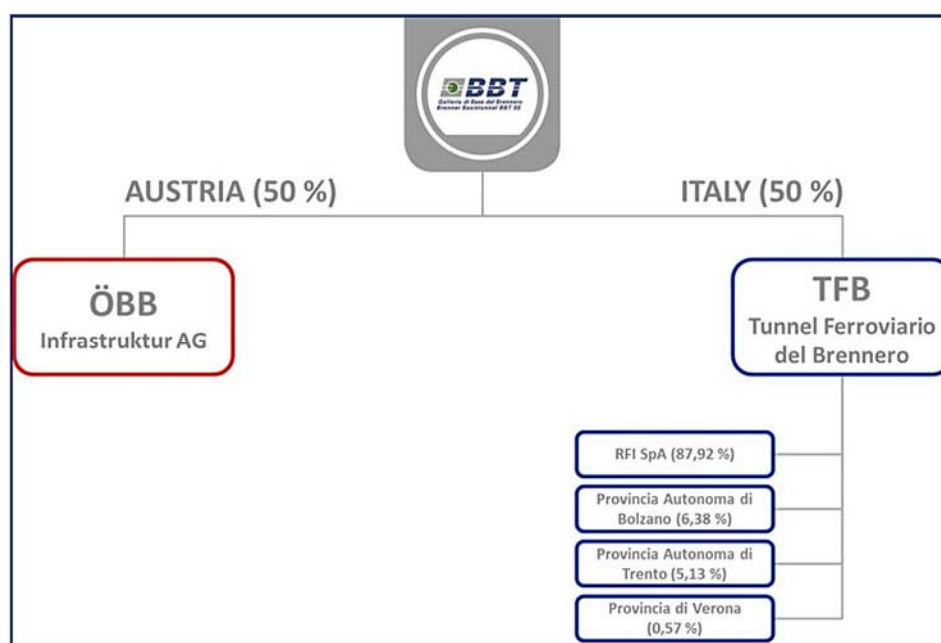 BBT
Galleria di Base del Brennero
Brenner Basistunnel BBT SE
AUSTRIA (50 %)
ITALY (50 %)
ÖBB
Infrastruktur AG
TFB
Tunnel Ferroviario
del Brennero
RFI SpA (87,92 %)
Provincia Autonoma di
Bolzano (6,38 %)
Provincia Autonoma di
Trento (5,13 %)
Provincia di Verona
(0,57 %)